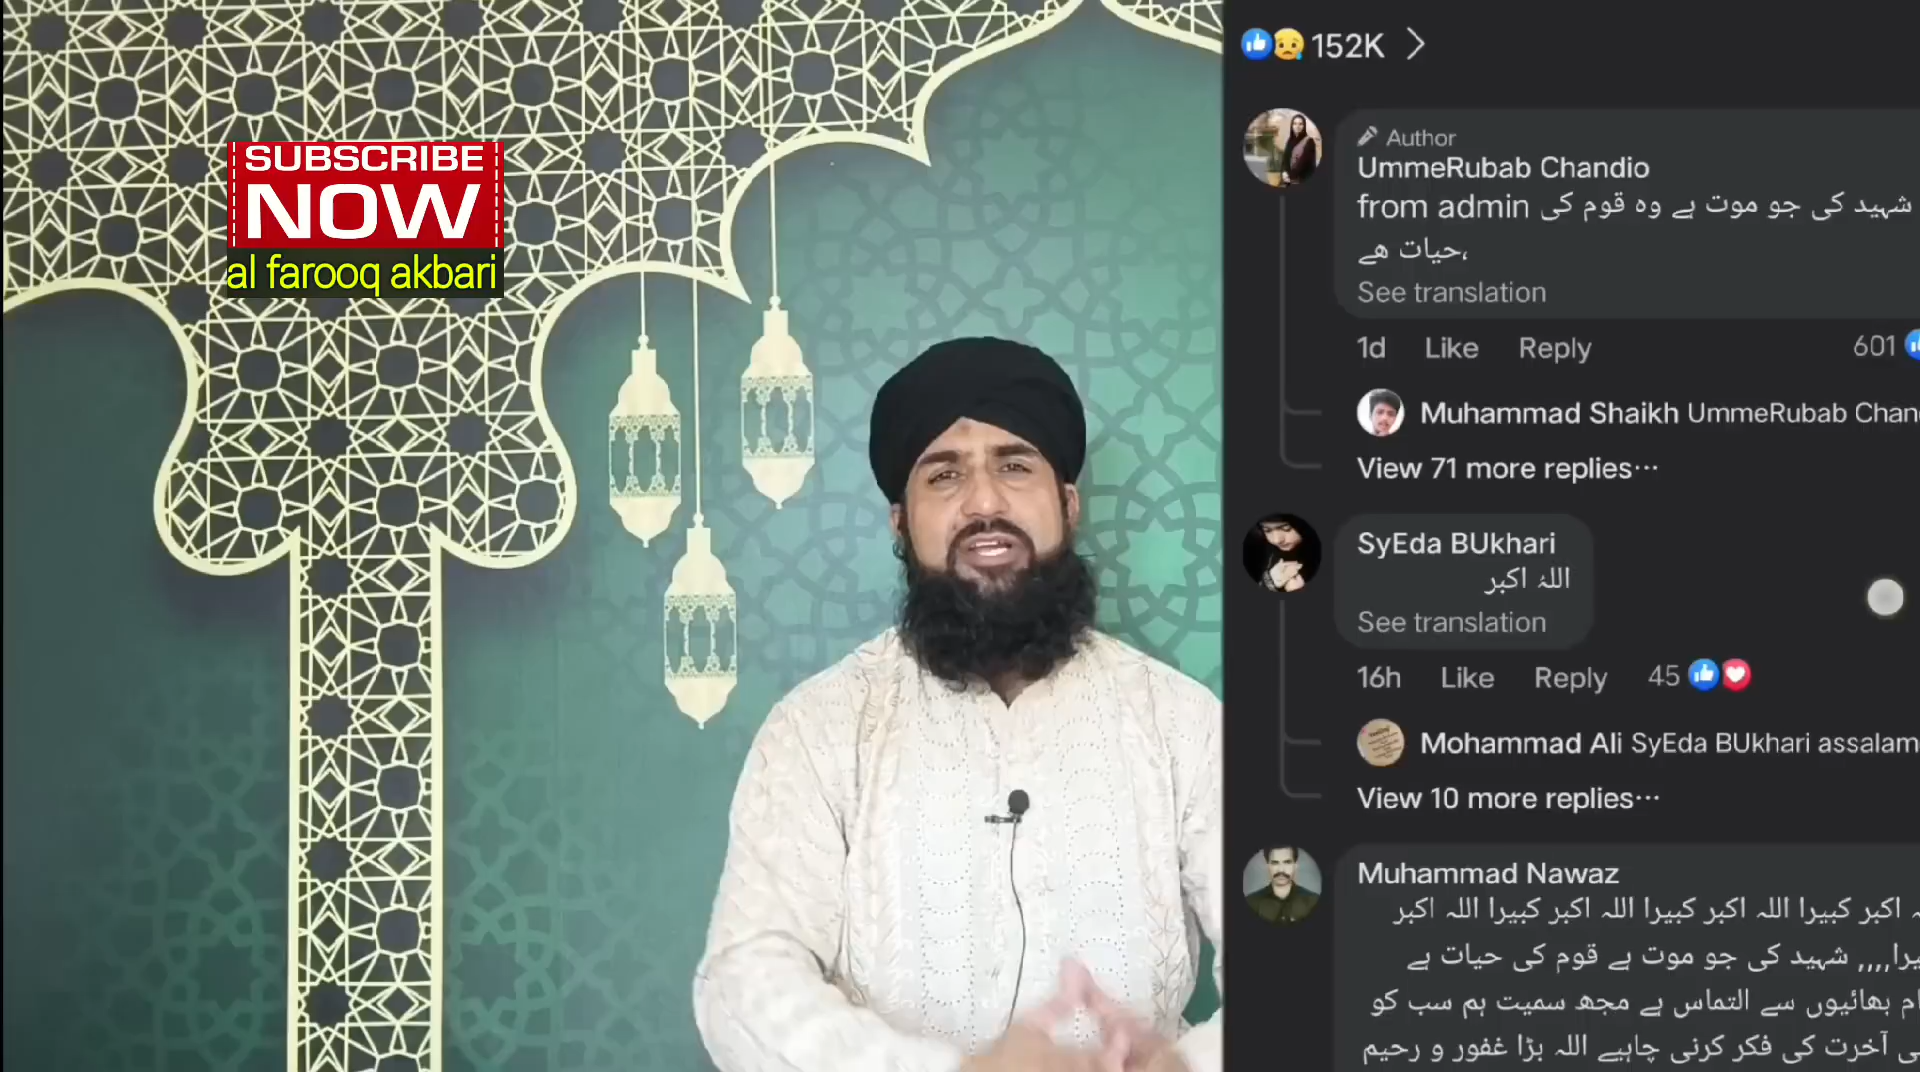 SUBSCRIBE
NOW
al farooq akbari
152K
Author
UmmeRubab Chandio
from admin شہید کی جو موت ہے وہ قوم کی
حیات ھے،
See translation
1d Like Reply 601
Muhammad Shaikh UmmeRubab
View 71 more replies...
SyEda BUkhari
اللہُ اکبر
See translation
16h Like Reply 45
Mohammad Ali SyEda BUkhari
View 10 more replies...
Muhammad Nawaz
اکبر کبیرا اللہ اکبر کبیرا اللہ اکبر کبیرا اللہ اکبر
,,,, شہید کی جو موت ہے قوم کی حیات ہے
بھائیوں سے التماس ہے مجھ سمیت ہم سب کو
آخرت کی فکر کرنی چاہیے اللہ بڑا غفور و رحیم